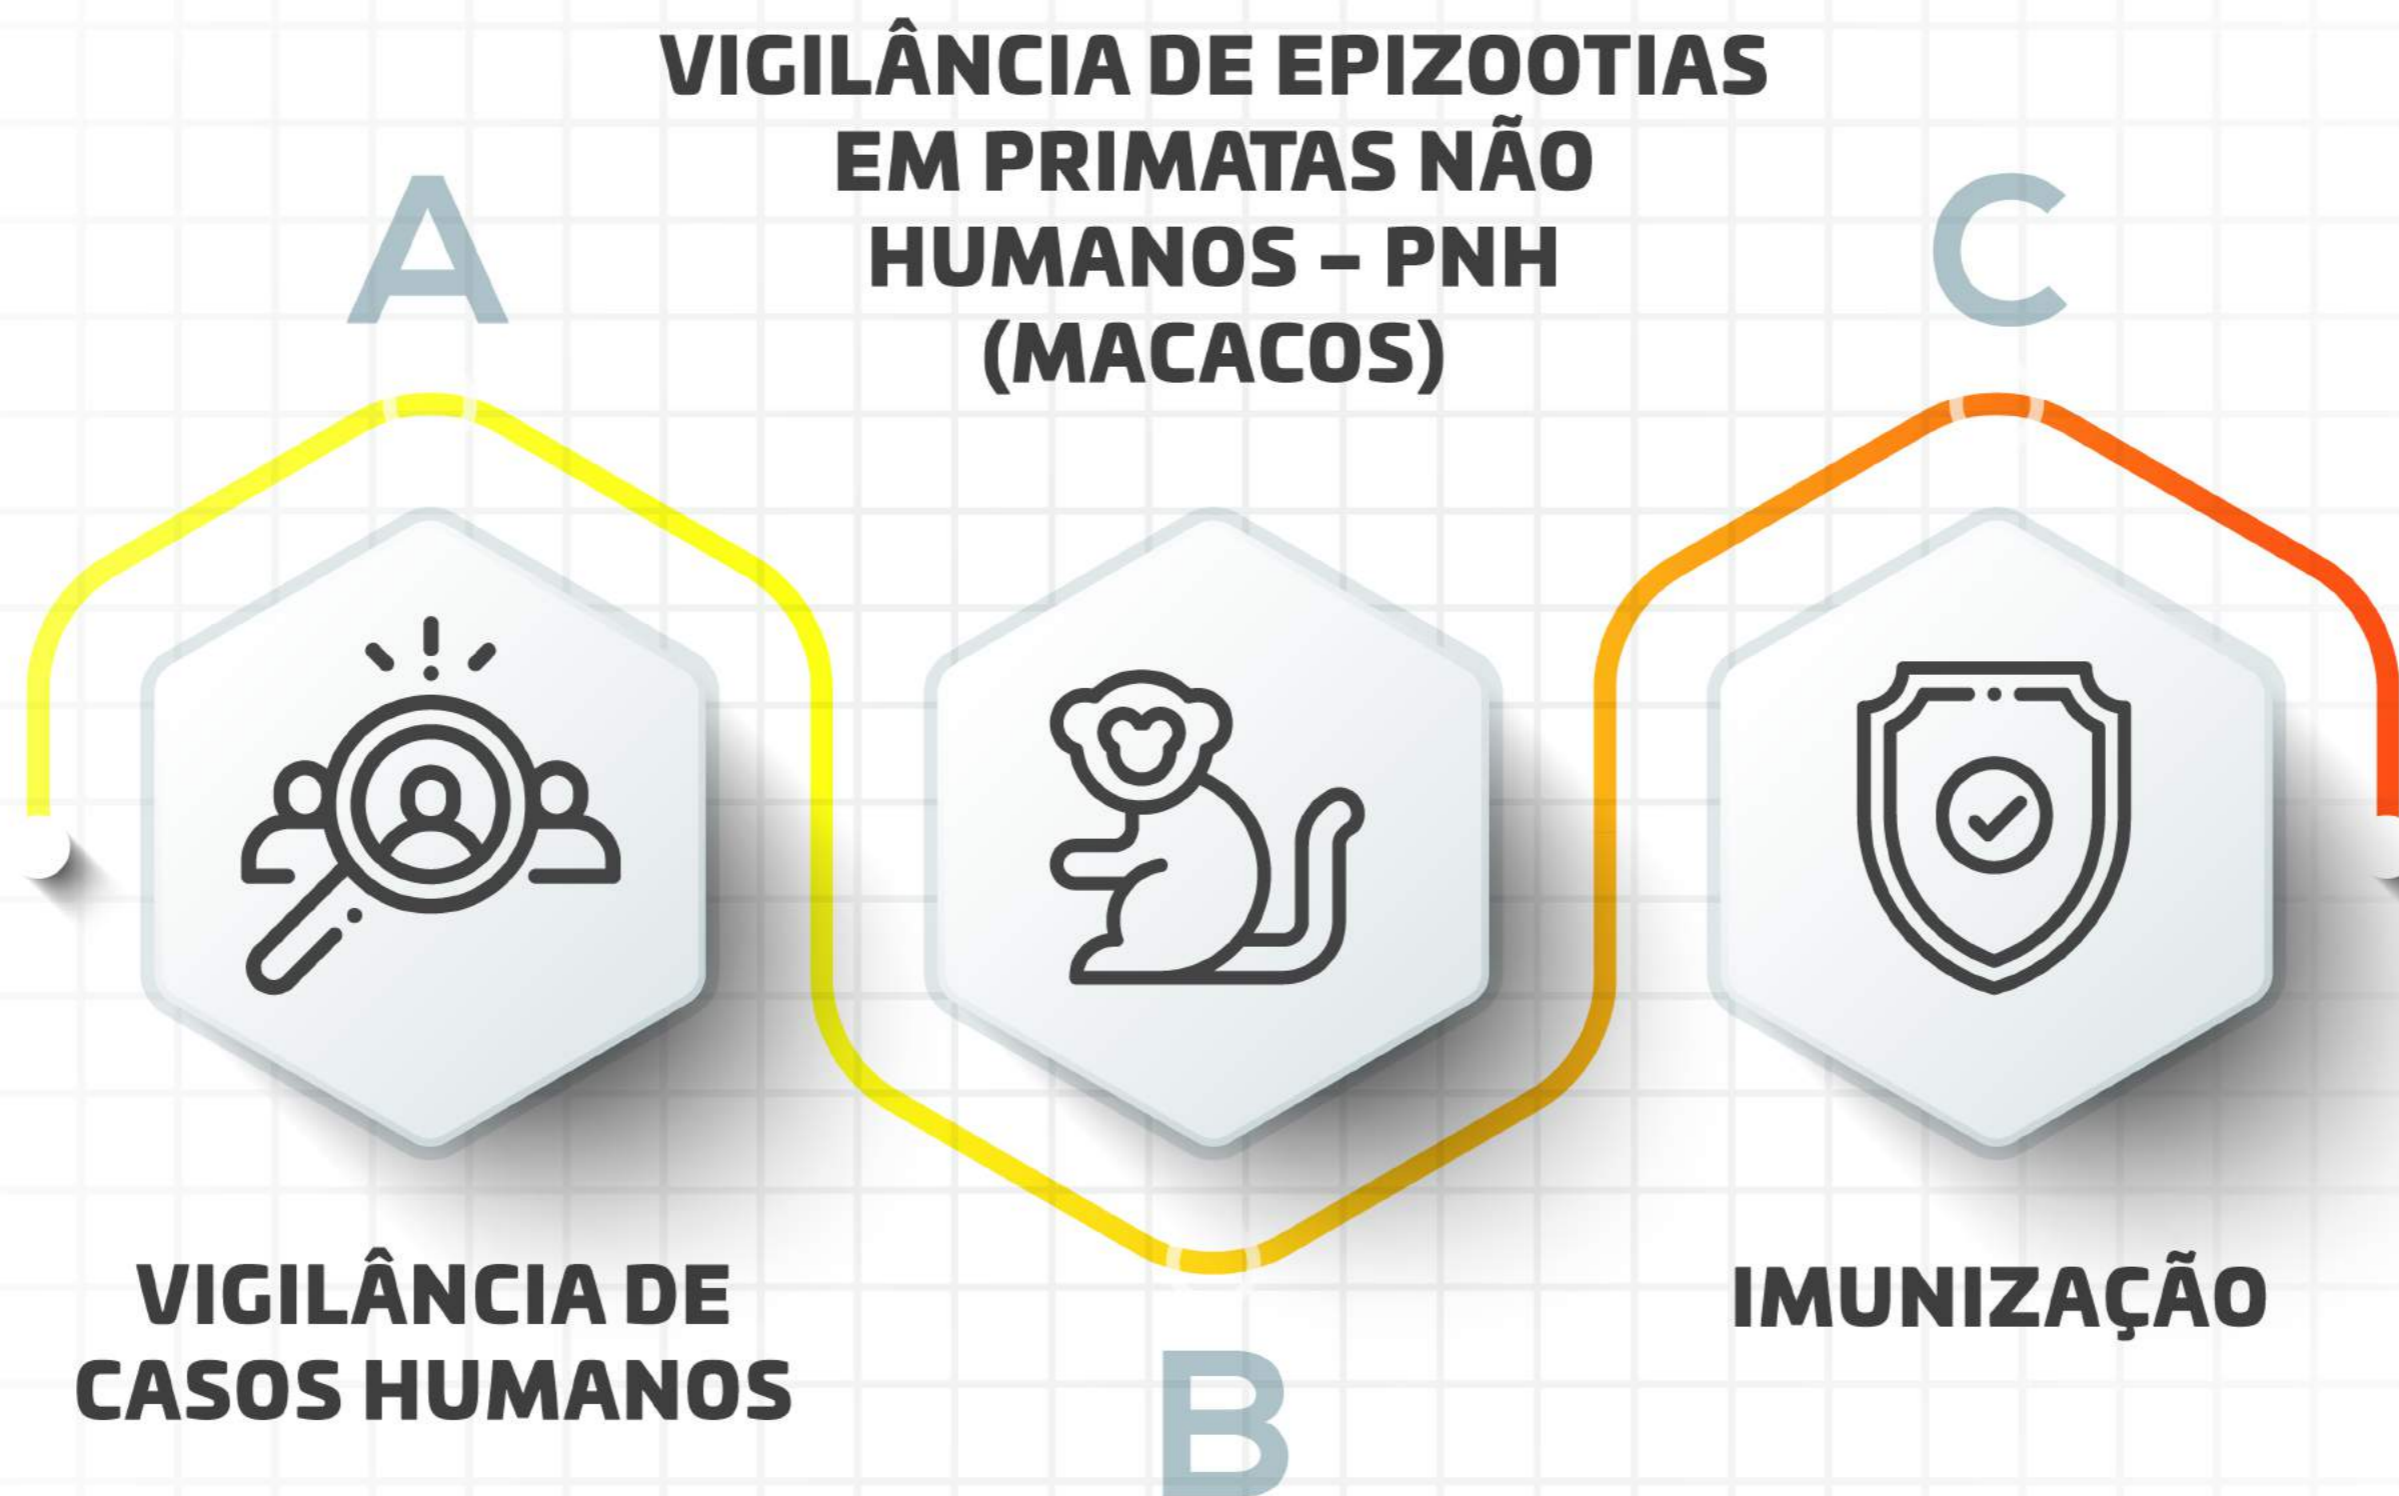 A
VIGILÂNCIA DE
CASOS HUMANOS
VIGILÂNCIA DE EPIZOOTIAS
EM PRIMATAS NÃO
HUMANOS – PNH
(MACACOS)
B
C
IMUNIZAÇÃO